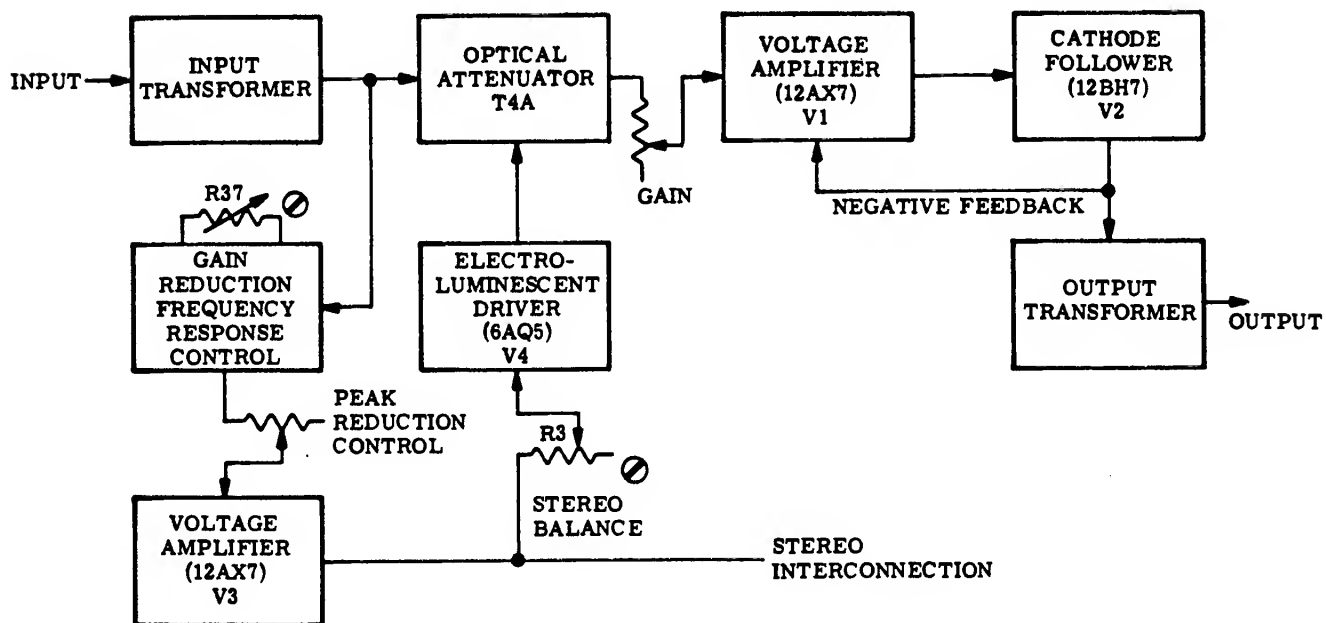 INPUT
INPUT
TRANSFORMER
OPTICAL
ATTENUATOR
T4A
GAIN
VOLTAGE
AMPLIFIER
(12AX7)
V1
CATHODE
FOLLOWER
(12BH7)
V2
NEGATIVE FEEDBACK
OUTPUT
TRANSFORMER
OUTPUT
R37
GAIN
REDUCTION
FREQUENCY
RESPONSE
CONTROL
ELECTRO-
LUMINESCENT
DRIVER
(6AQ5)
V4
PEAK
REDUCTION
CONTROL
R3
STEREO
BALANCE
VOLTAGE
AMPLIFIER
(12AX7)
V3
STEREO
INTERCONNECTION